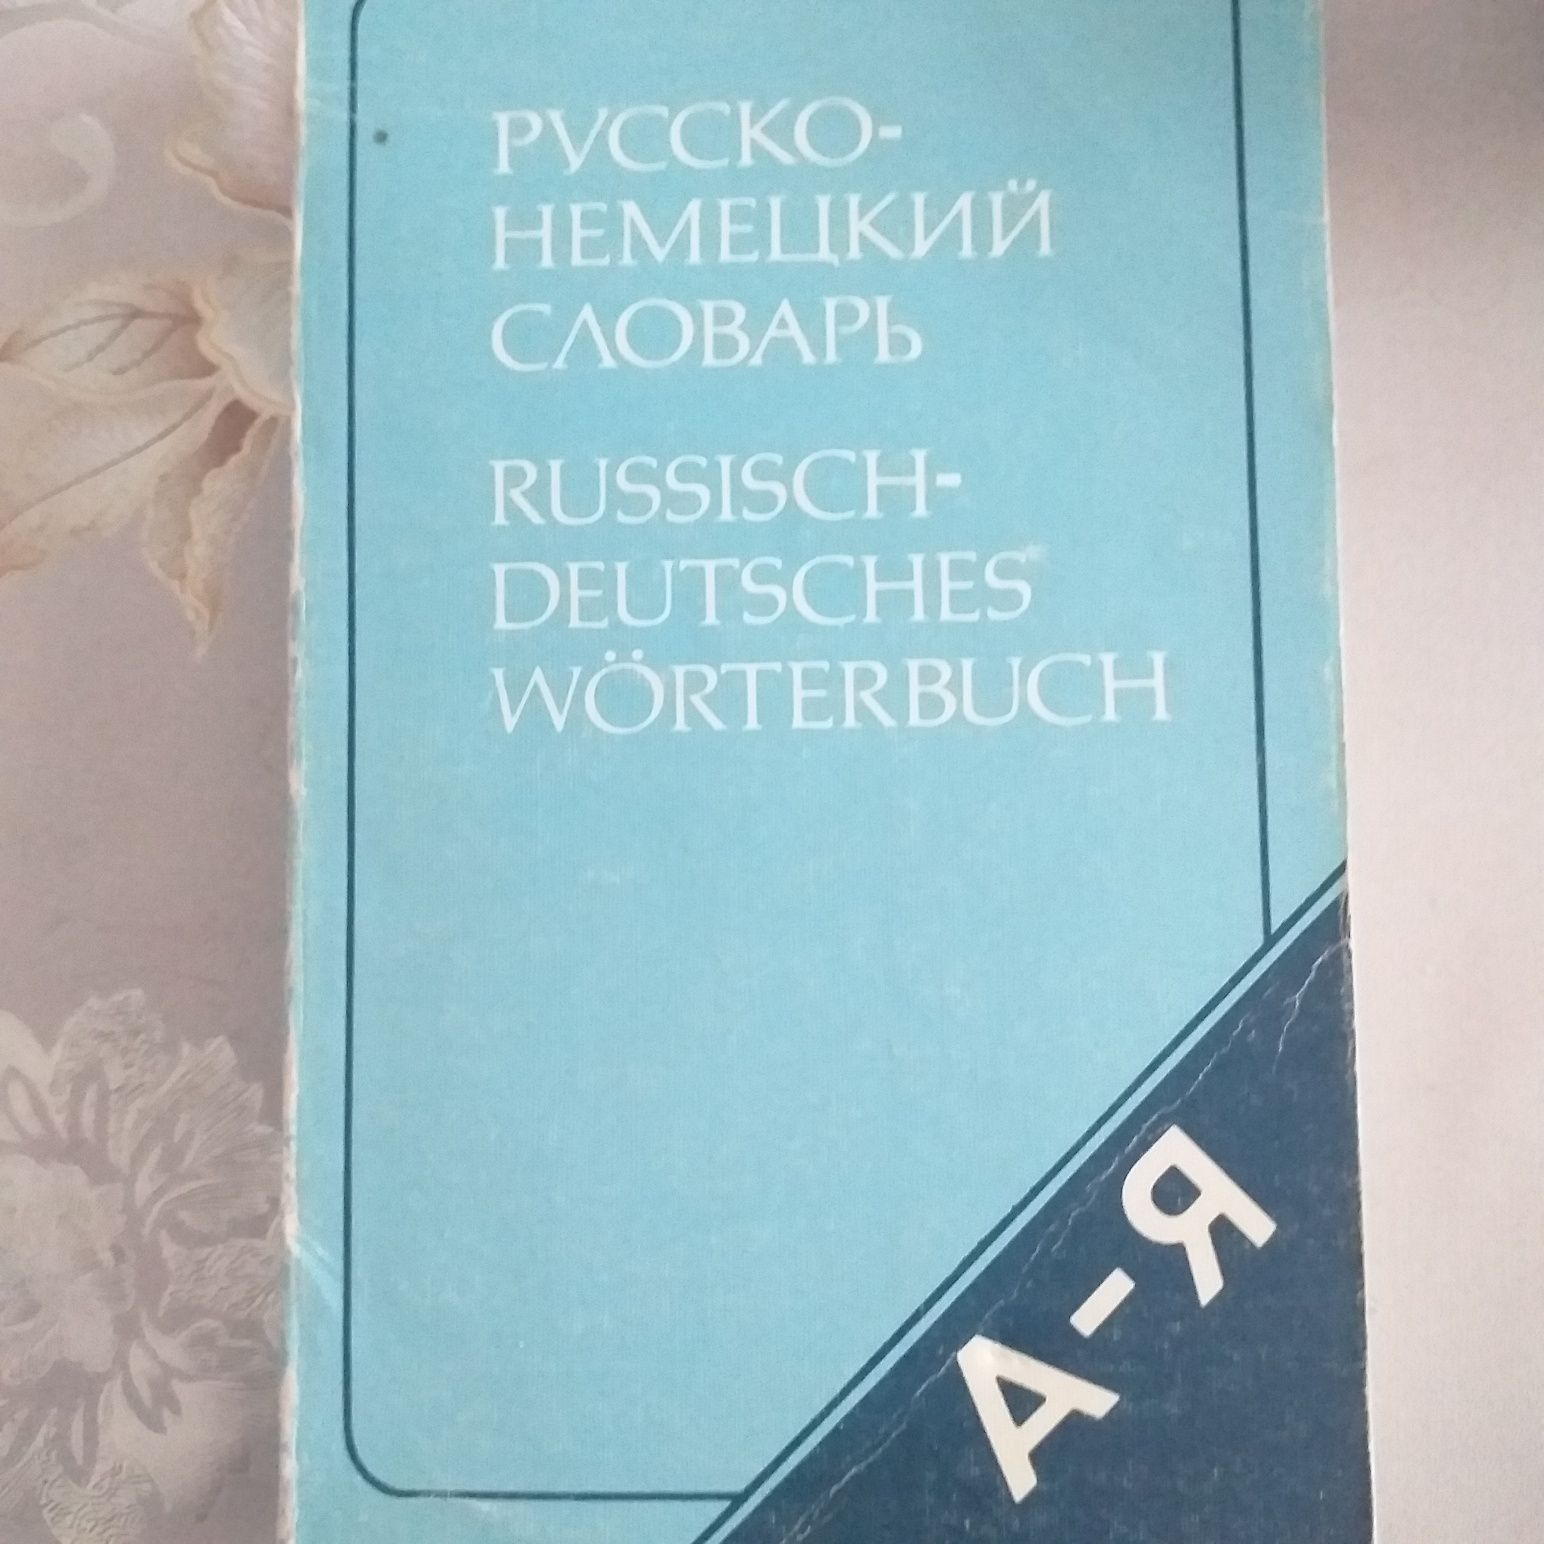 РУССКО-
НЕМЕЦКИЙ
СЛОВАРЬ
RUSSISCH-
DEUTSCHES
WÖRTERBUCH
А-Я